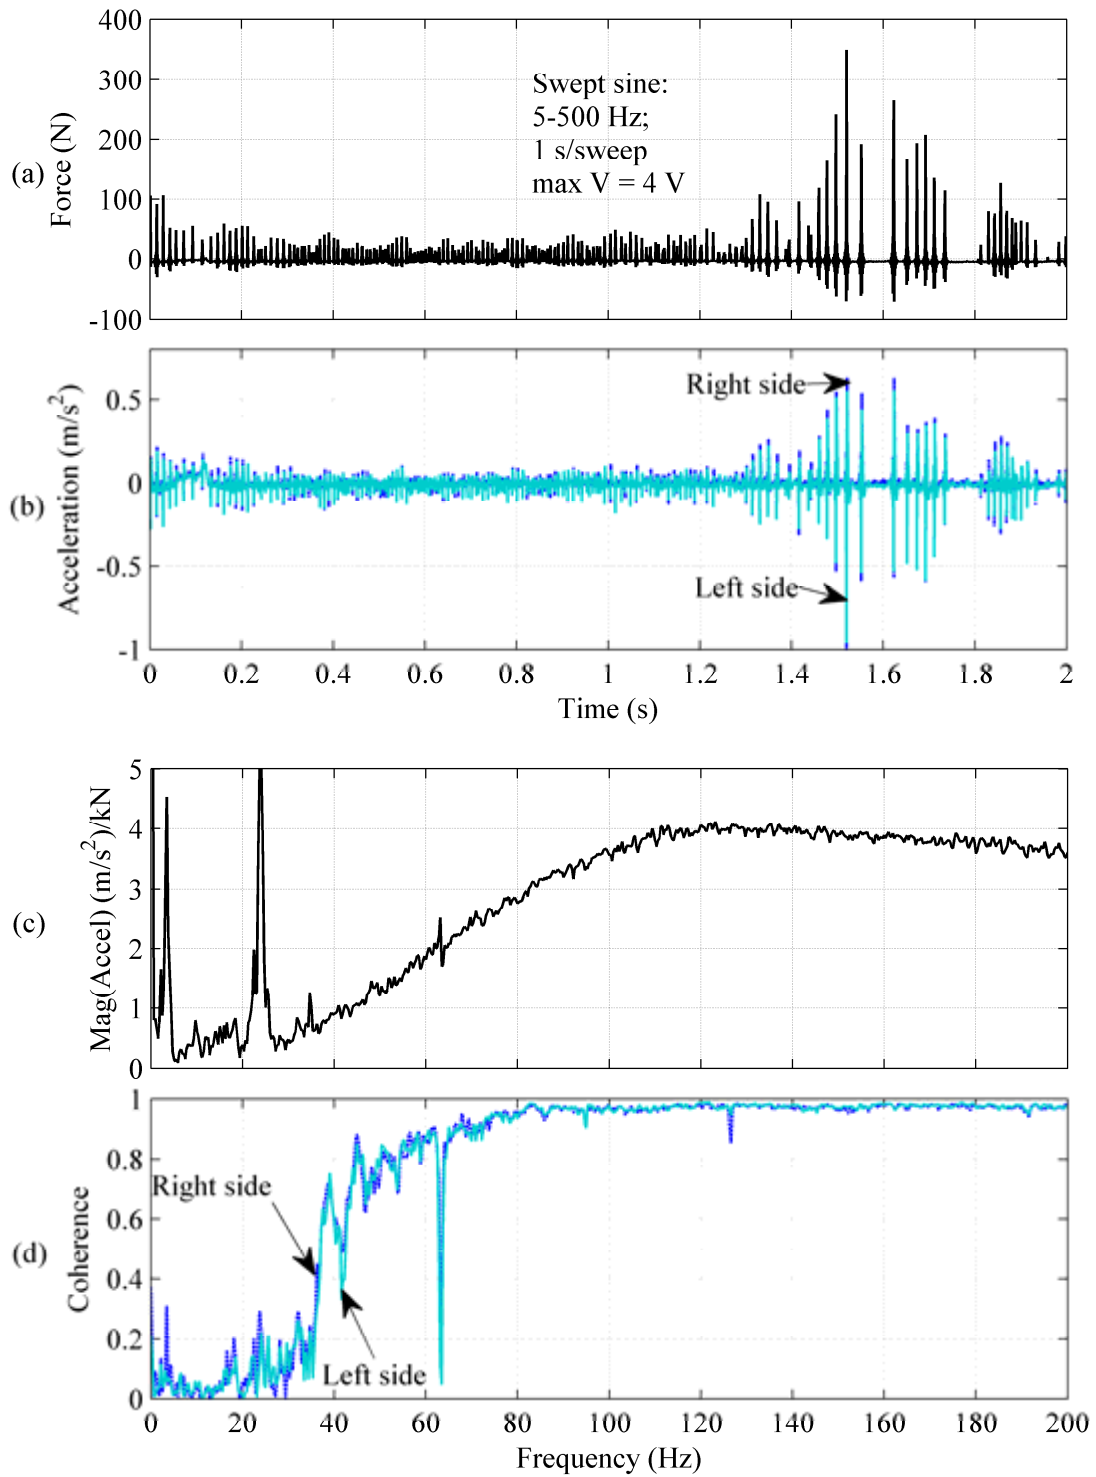 400
300
200
100
0
-100
(a)
Force (N)
Swept sine:
5-500 Hz;
1 s/sweep
max V = 4 V
0.5
0
-0.5
-1
(b)
Acceleration (m/s²)
Right side
Left side
0 0.2 0.4 0.6 0.8 1 1.2 1.4 1.6 1.8 2
Time (s)
5
4
3
2
1
0
(c)
Mag(Accel) (m/s²)/kN
1
0.8
0.6
0.4
0.2
0
(d)
Coherence
Right side
Left side
0 20 40 60 80 100 120 140 160 180 200
Frequency (Hz)